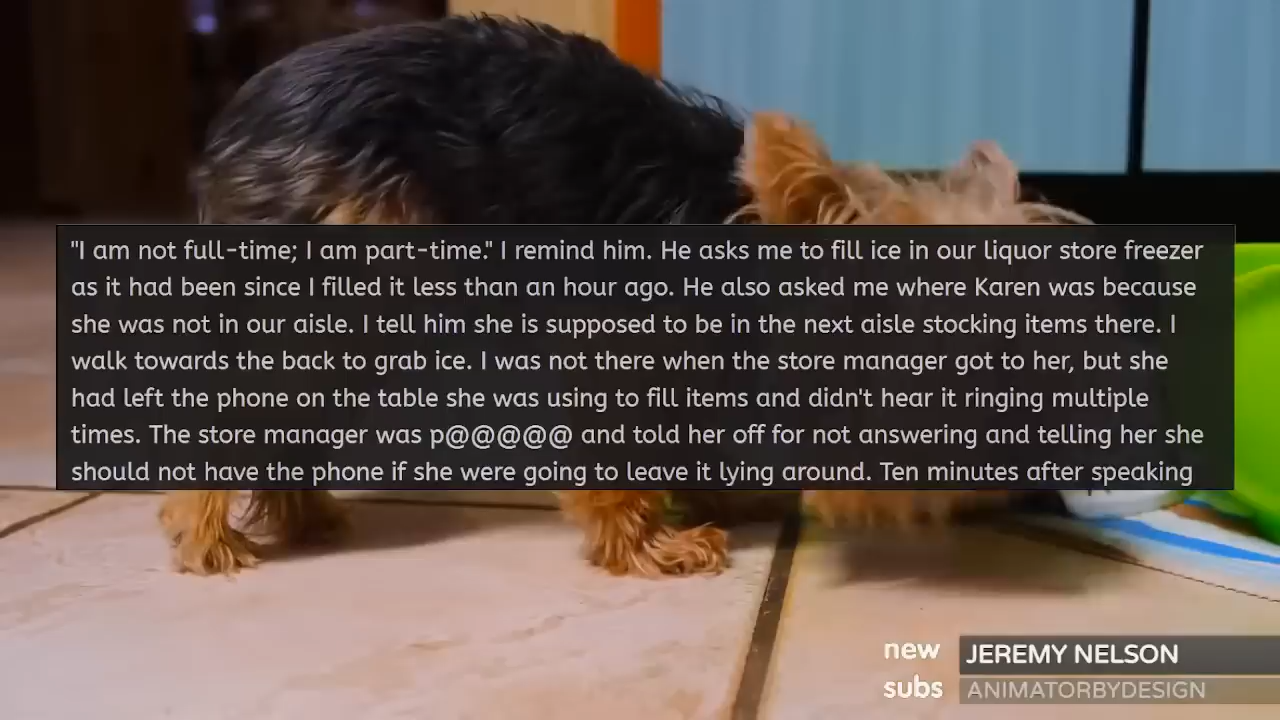 "I am not full-time; I am part-time." I remind him. He asks me to fill ice in our liquor store freezer
as it had been since I filled it less than an hour ago. He also asked me where Karen was because
she was not in our aisle. I tell him she is supposed to be in the next aisle stocking items there. I
walk towards the back to grab ice. I was not there when the store manager got to her, but she
had left the phone on the table she was using to fill items and didn't hear it ringing multiple
times. The store manager was p@@@@@ and told her off for not answering and telling her she
should not have the phone if she were going to leave it lying around. Ten minutes after speaking
new JEREMY NELSON
subs ANIMATORBYDESIGN